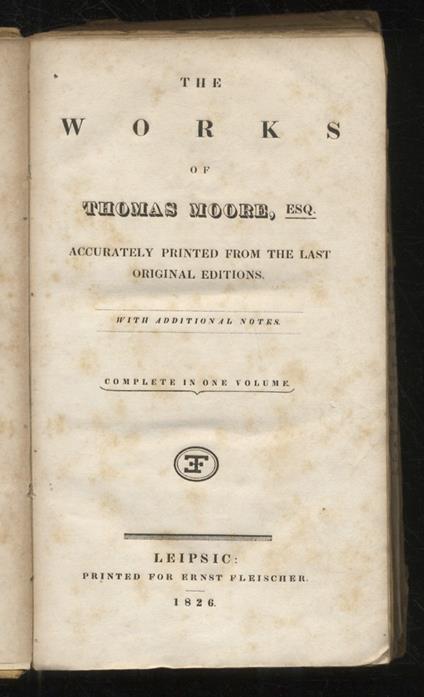 THE
WORKS
OF
THOMAS MOORE, ESQ.
ACCURATELY PRINTED FROM THE LAST
ORIGINAL EDITIONS.
WITH ADDITIONAL NOTES.
COMPLETE IN ONE VOLUME.
EF
LEIPSIC:
PRINTED FOR ERNST FLEISCHER.
1826.